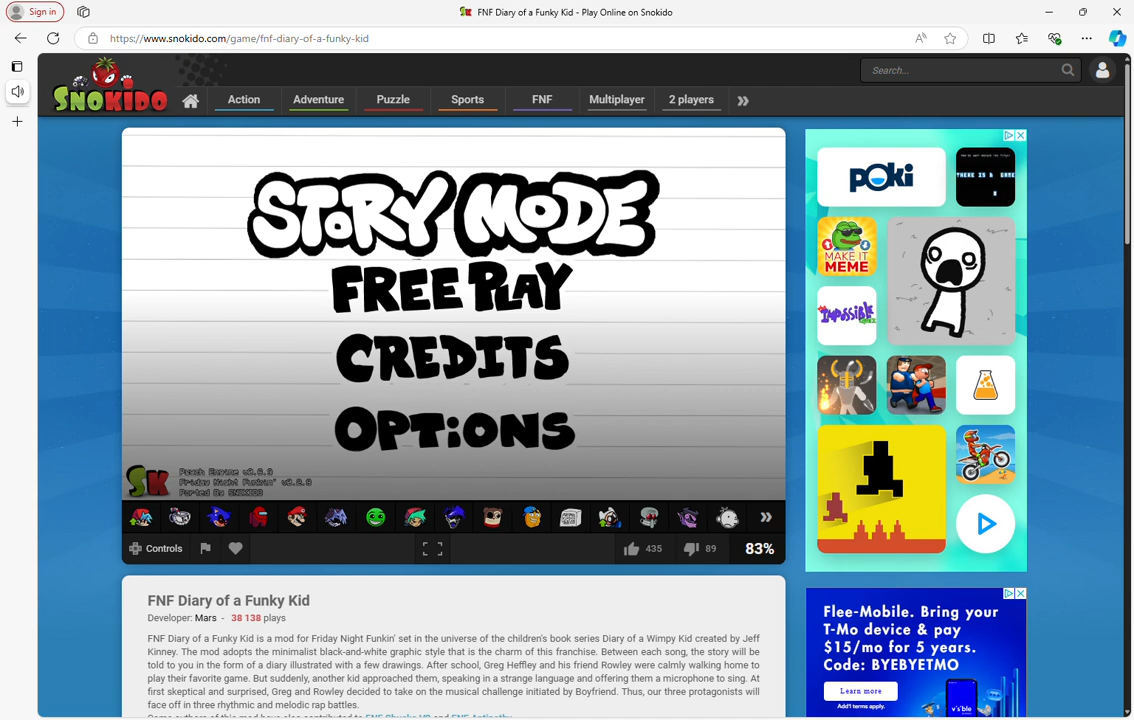 Sign in
FNF Diary of a Funky Kid - Play Online on Snokido
https://www.snokido.com/game/fnf-diary-of-a-funky-kid
SNOKIDO
Action
Adventure
Puzzle
Sports
FNF
Multiplayer
2 players
Search...
STORY MODE
FREEPLAY
CREDITS
OPTIONS
SK
Friday Night Funkin' v0.2.8
Ported By SNOKIDO
Controls
435
89
83%
FNF Diary of a Funky Kid
Developer: Mars - 38 138 plays
FNF Diary of a Funky Kid is a mod for Friday Night Funkin' set in the universe of the children's book series Diary of a Wimpy Kid created by Jeff
Kinney. The mod adopts the minimalist black-and-white graphic style that is the charm of this franchise. Between each song, the story will be
told to you in the form of a diary illustrated with a few drawings. After school, Greg Heffley and his friend Rowley were calmly walking home to
play their favorite game. But suddenly, another kid approached them, speaking in a strange language and offering them a microphone to sing. At
first skeptical and surprised, Greg and Rowley decided to take on the musical challenge initiated by Boyfriend. Thus, our three protagonists will
face off in three rhythmic and melodic rap battles.
poki
THERE IS A GAME
MAKE IT
MEME
IMPOSSIBLE
Flee-Mobile. Bring your
T-Mo device & pay
$15/mo for 5 years.
Code: BYEBYETMO
Learn more
Add'l terms apply.
visible